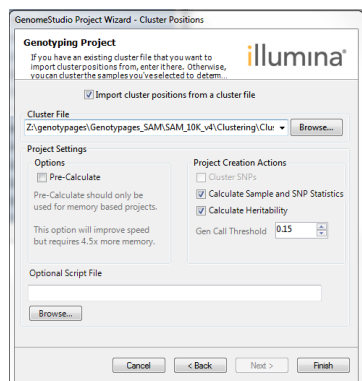 GenomeStudio Project Wizard - Cluster Positions
Genotyping Project
If you have an existing cluster file that you want to
import cluster positions from, enter it here. Otherwise,
you can cluster the samples you've selected to determ...
illumina®
Import cluster positions from a cluster file
Cluster File
Z:\genotypages\Genotypages_SAM\SAM_10K_v4\Clustering\Clus
Browse...
Project Settings
Options
Pre-Calculate
Pre-Calculate should only be
used for memory based projects.
This option will improve speed
but requires 4.5x more memory.
Project Creation Actions
Cluster SNPs
Calculate Sample and SNP Statistics
Calculate Heritability
Gen Call Threshold 0.15
Optional Script File
Browse...
Cancel < Back Next > Finish